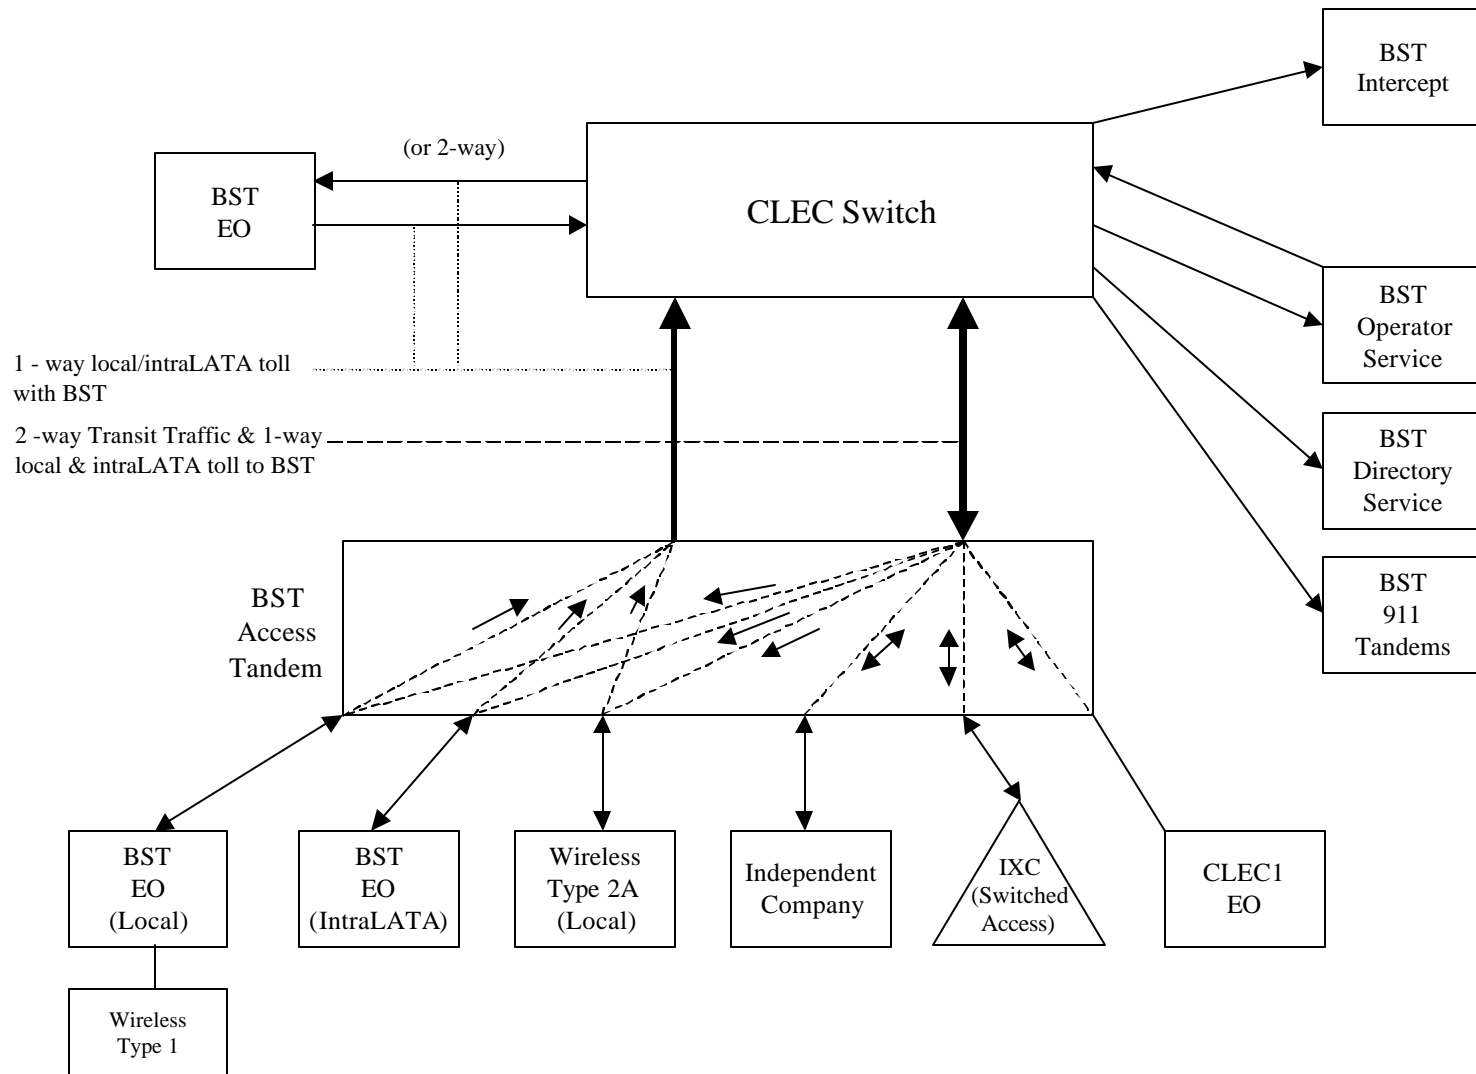 BST
Intercept
(or 2-way)
BST
EO
CLEC Switch
BST
Operator
Service
1 - way local/intraLATA toll
with BST
2 -way Transit Traffic & 1-way
local & intraLATA toll to BST
BST
Directory
Service
BST
911
Tandems
BST
Access
Tandem
BST
EO
(Local)
BST
EO
(IntraLATA)
Wireless
Type 2A
(Local)
Independent
Company
IXC
(Switched
Access)
CLEC1
EO
Wireless
Type 1